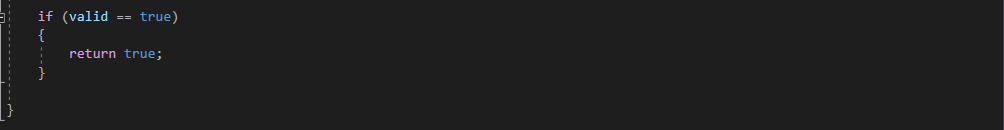 if (valid == true)
{
return true;
}
}